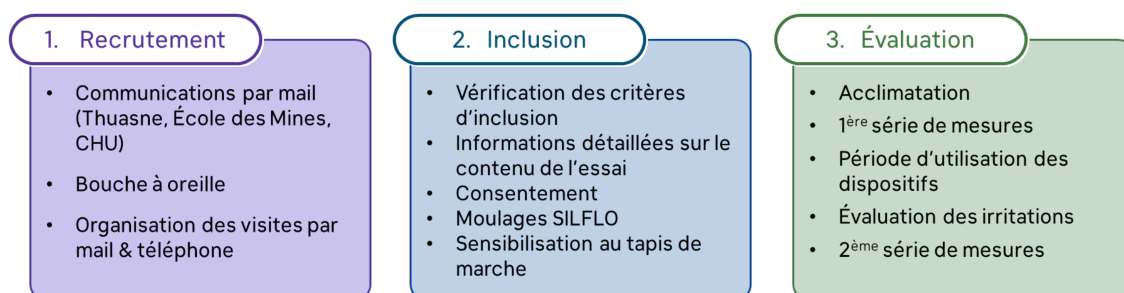 1. Recrutement
• Communications par mail
(Thuasne, École des Mines,
CHU)
• Bouche à oreille
• Organisation des visites par
mail & téléphone
2. Inclusion
• Vérification des critères
d'inclusion
• Informations détaillées sur le
contenu de l'essai
• Consentement
• Moulages SILFLO
• Sensibilisation au tapis de
marche
3. Évaluation
• Acclimatation
• 1ère série de mesures
• Période d'utilisation des
dispositifs
• Évaluation des irritations
• 2ème série de mesures